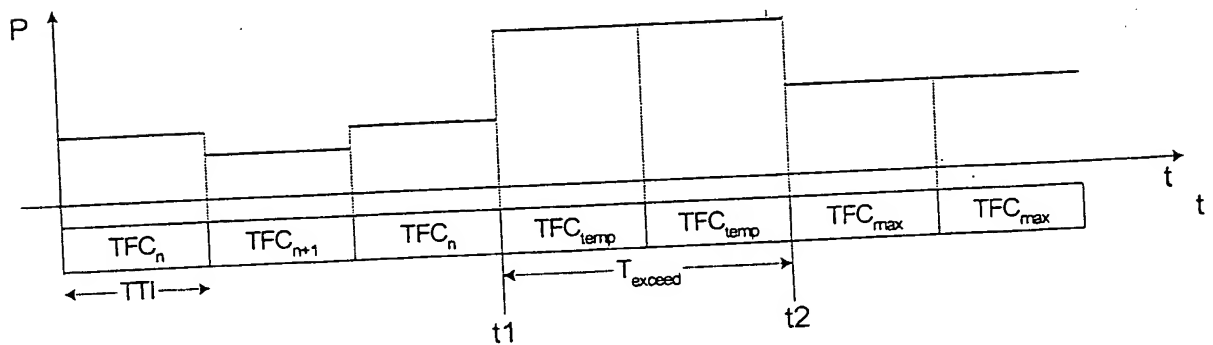 P
t
t
TFCn TFCn+1 TFCn TFCtemp TFCtemp TFCmax TFCmax
TTI
Texceed
t1 t2